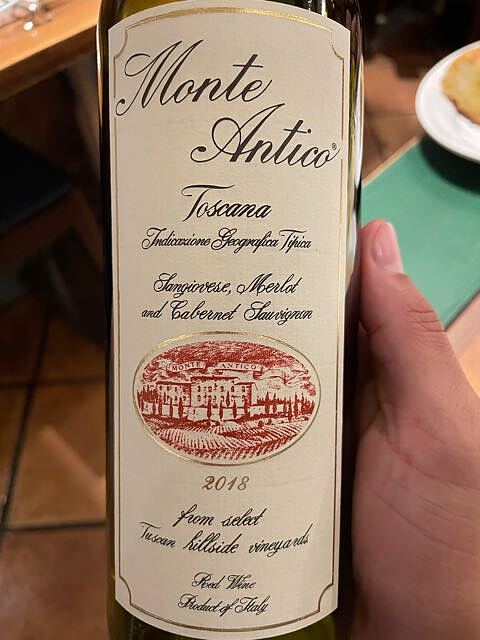 Monte
Antico®
Toscana
Indicazione Geografica Tipica
Sangiovese, Merlot
and Cabernet Sauvignon
MONTE ANTICO
2018
from select
Tuscan hillside vineyards
Red Wine
Product of Italy